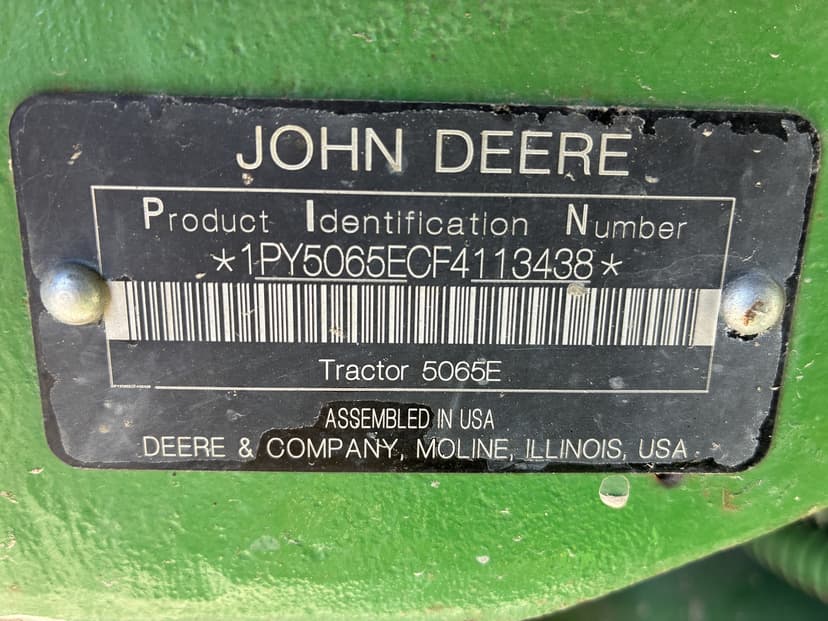 JOHN DEERE
Product Identification Number
*1PY5065ECF4113438*
Tractor 5065E
ASSEMBLED IN USA
DEERE & COMPANY, MOLINE, ILLINOIS, USA